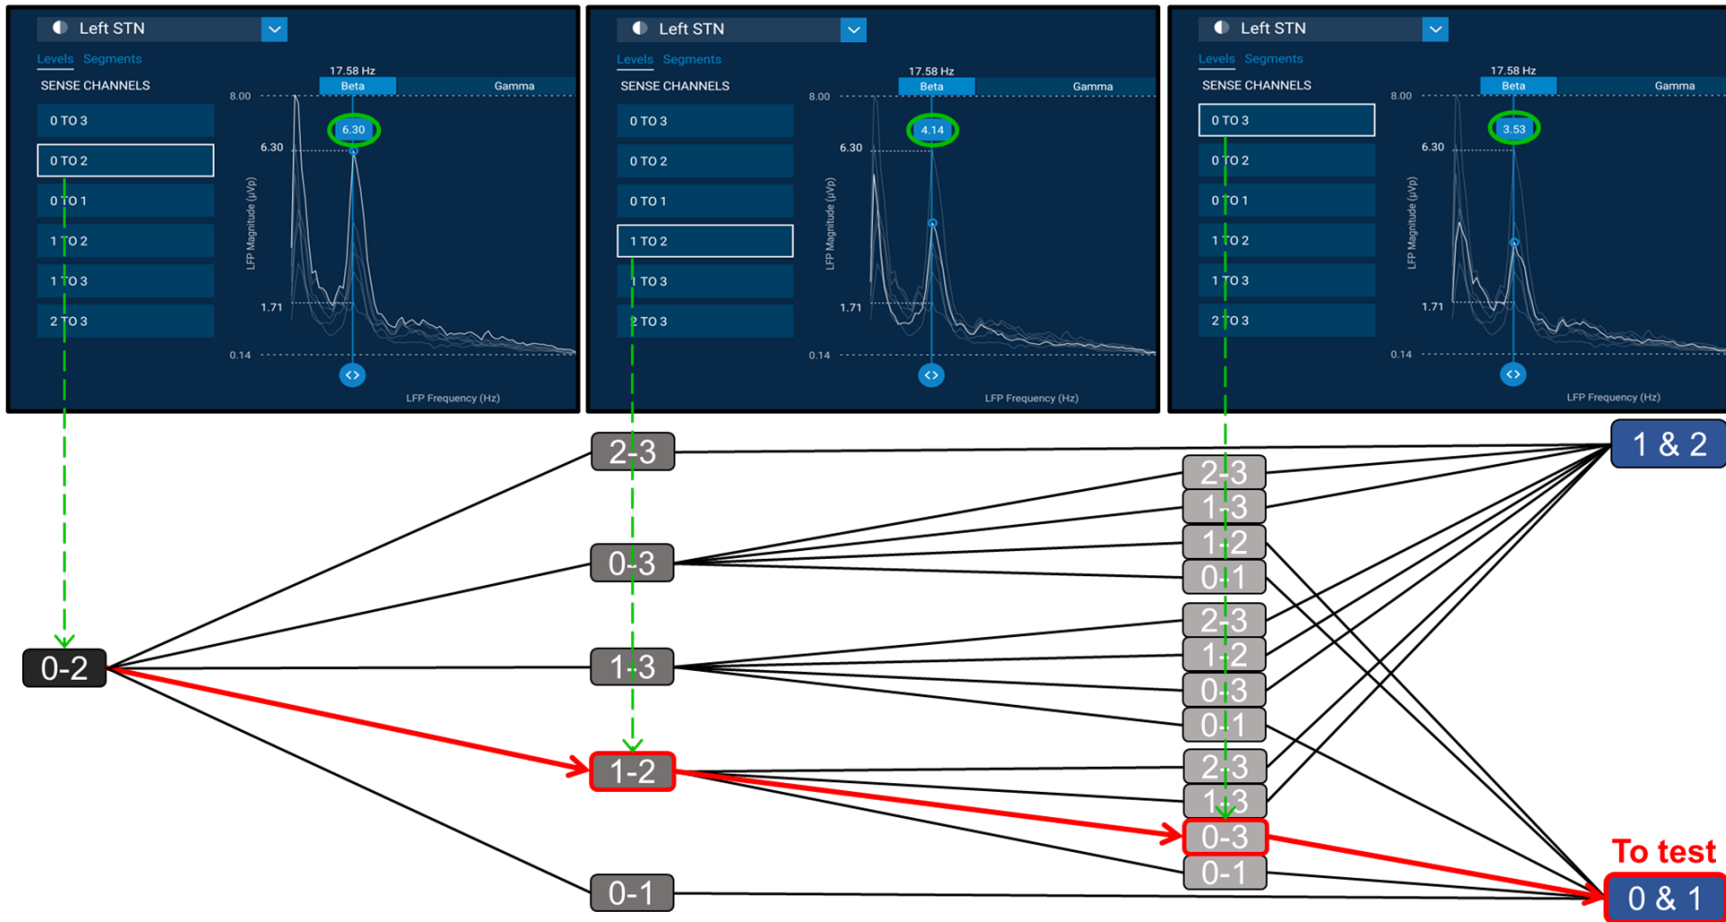 Left STN
Levels Segments
SENSE CHANNELS
0 TO 3
0 TO 2
0 TO 1
1 TO 2
1 TO 3
2 TO 3
17.58 Hz
Beta
Gamma
8.00
6.30
6.30
1.71
0.14
LFP Magnitude (µVp)
LFP Frequency (Hz)
Left STN
Levels Segments
SENSE CHANNELS
0 TO 3
0 TO 2
0 TO 1
1 TO 2
1 TO 3
2 TO 3
17.58 Hz
Beta
Gamma
8.00
4.14
6.30
1.71
0.14
LFP Magnitude (µVp)
LFP Frequency (Hz)
Left STN
Levels Segments
SENSE CHANNELS
0 TO 3
0 TO 2
0 TO 1
1 TO 2
1 TO 3
2 TO 3
17.58 Hz
Beta
Gamma
8.00
3.53
6.30
1.71
0.14
LFP Magnitude (µVp)
LFP Frequency (Hz)
0-2
2-3
0-3
1-3
1-2
0-1
2-3
1-3
1-2
0-1
2-3
1-2
0-3
0-1
2-3
1-3
0-3
0-1
1 & 2
To test
0 & 1